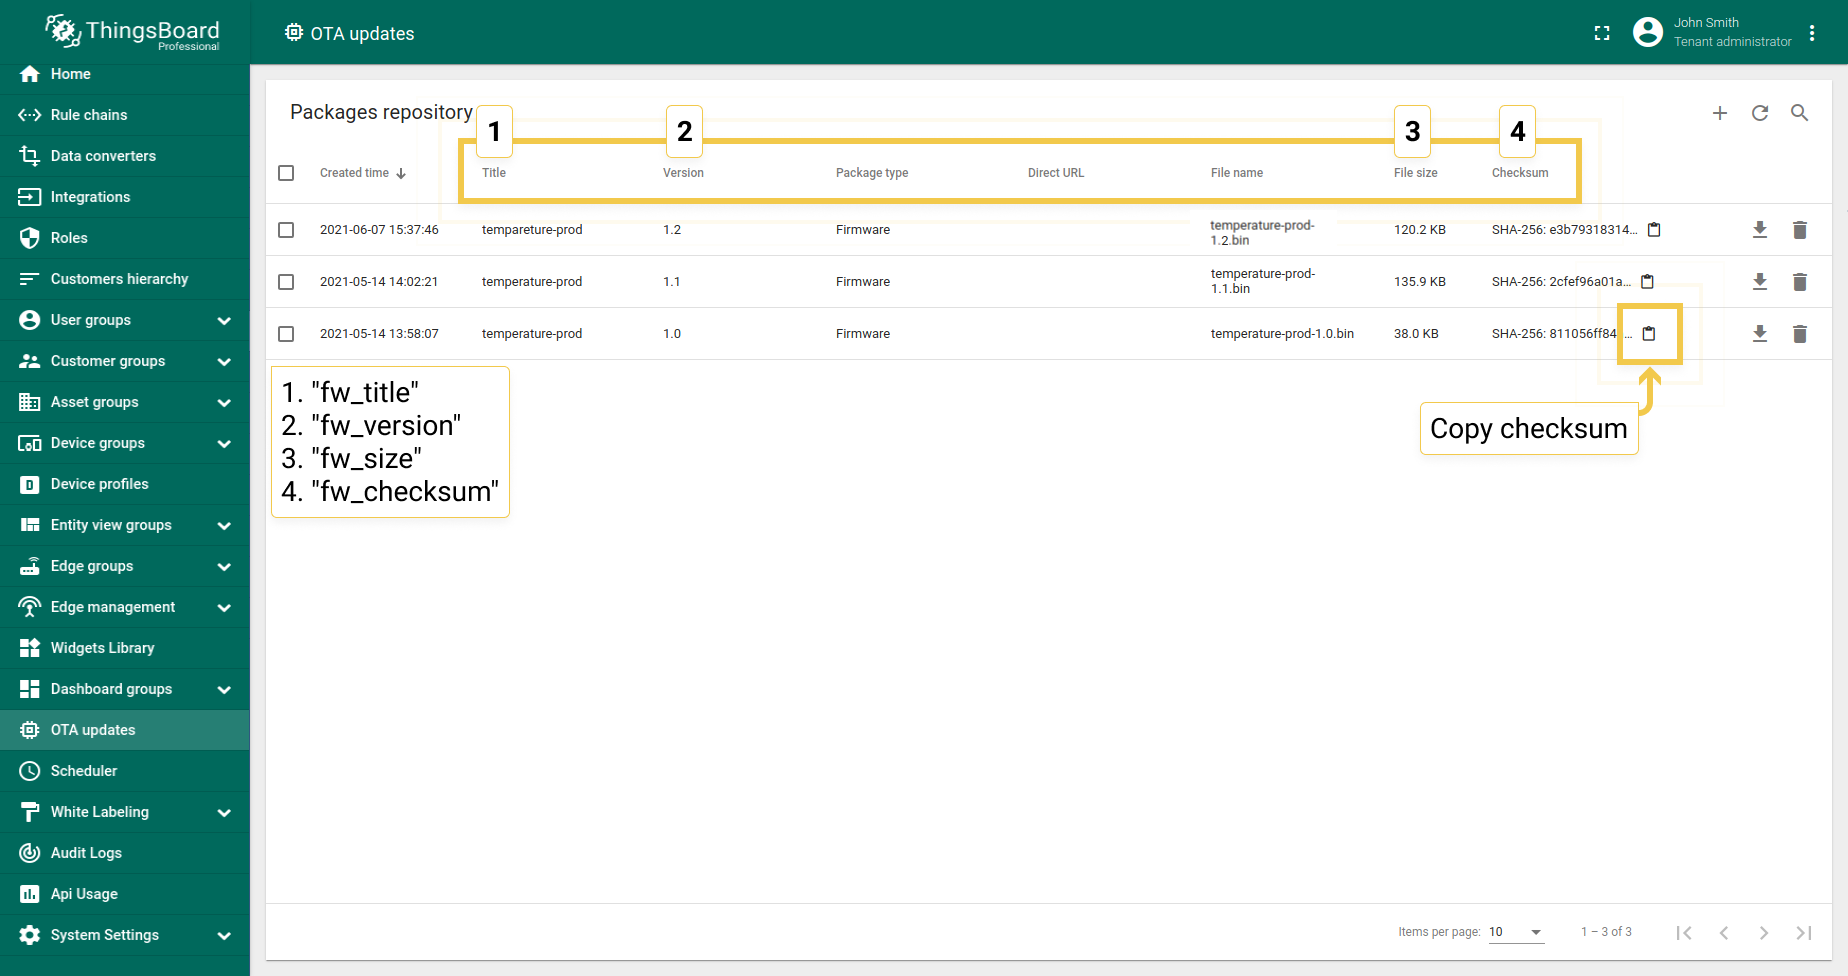 ThingsBoard
Professional
OTA updates
John Smith
Tenant administrator
Home
Rule chains
Data converters
Integrations
Roles
Customers hierarchy
User groups
Customer groups
Asset groups
Device groups
Device profiles
Entity view groups
Edge groups
Edge management
Widgets Library
Dashboard groups
OTA updates
Scheduler
White Labeling
Audit Logs
Api Usage
System Settings
Packages repository
1 2 3 4
Created time Title Version Package type Direct URL File name File size Checksum
2021-06-07 15:37:46 tempareture-prod 1.2 Firmware temperature-prod-1.2.bin 120.2 KB SHA-256: e3b79318314...
2021-05-14 14:02:21 temperature-prod 1.1 Firmware temperature-prod-1.1.bin 135.9 KB SHA-256: 2cfef96a01a...
2021-05-14 13:58:07 temperature-prod 1.0 Firmware temperature-prod-1.0.bin 38.0 KB SHA-256: 811056ff84...
1. "fw_title"
2. "fw_version"
3. "fw_size"
4. "fw_checksum"
Copy checksum
Items per page: 10 1 – 3 of 3